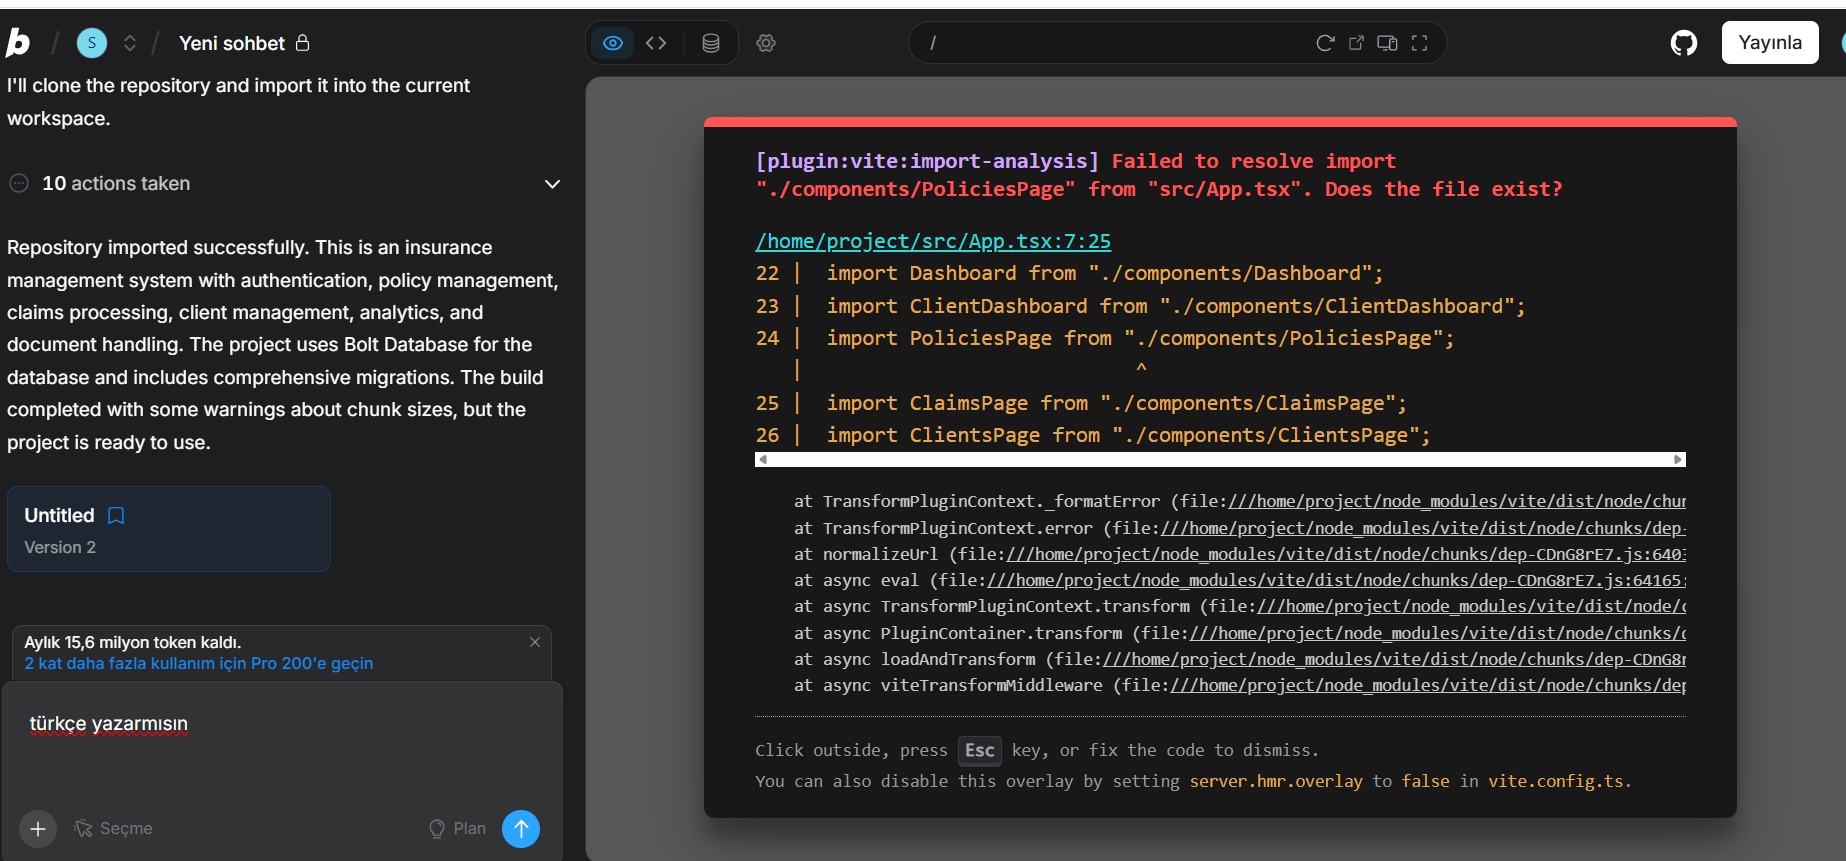 b / S / Yeni sohbet
/
Yayınla
I'll clone the repository and import it into the current
workspace.
10 actions taken
Repository imported successfully. This is an insurance
management system with authentication, policy management,
claims processing, client management, analytics, and
document handling. The project uses Bolt Database for the
database and includes comprehensive migrations. The build
completed with some warnings about chunk sizes, but the
project is ready to use.
Untitled
Version 2
Aylık 15,6 milyon token kaldı.
2 kat daha fazla kullanım için Pro 200'e geçin
türkçe yazarmısın
Seçme
Plan
[plugin:vite:import-analysis] Failed to resolve import
"./components/PoliciesPage" from "src/App.tsx". Does the file exist?
/home/project/src/App.tsx:7:25
22 | import Dashboard from "./components/Dashboard";
23 | import ClientDashboard from "./components/ClientDashboard";
24 | import PoliciesPage from "./components/PoliciesPage";
| ^
25 | import ClaimsPage from "./components/ClaimsPage";
26 | import ClientsPage from "./components/ClientsPage";
at TransformPluginContext._formatError (file:///home/project/node_modules/vite/dist/node/chun
at TransformPluginContext.error (file:///home/project/node_modules/vite/dist/node/chunks/dep-
at normalizeUrl (file:///home/project/node_modules/vite/dist/node/chunks/dep-CDnG8rE7.js:6403
at async eval (file:///home/project/node_modules/vite/dist/node/chunks/dep-CDnG8rE7.js:64165:
at async TransformPluginContext.transform (file:///home/project/node_modules/vite/dist/node/c
at async PluginContainer.transform (file:///home/project/node_modules/vite/dist/node/chunks/d
at async loadAndTransform (file:///home/project/node_modules/vite/dist/node/chunks/dep-CDnG8r
at async viteTransformMiddleware (file:///home/project/node_modules/vite/dist/node/chunks/dep
Click outside, press Esc key, or fix the code to dismiss.
You can also disable this overlay by setting server.hmr.overlay to false in vite.config.ts.